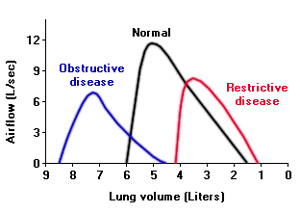 Normal
Obstructive
disease
Restrictive
disease
Airflow (L/sec)
12
9
6
3
0
9 8 7 6 5 4 3 2 1 0
Lung volume (Liters)